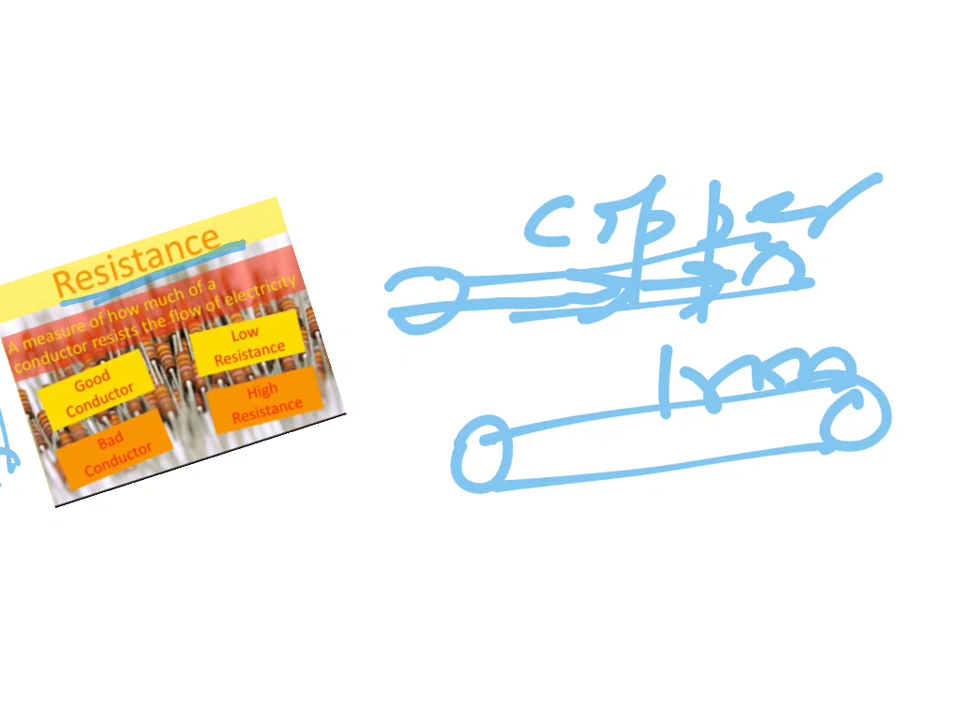 Resistance
A measure of how much of a
conductor resists the flow of electricity
Good
Conductor
Low
Resistance
Bad
Conductor
High
Resistance
copper